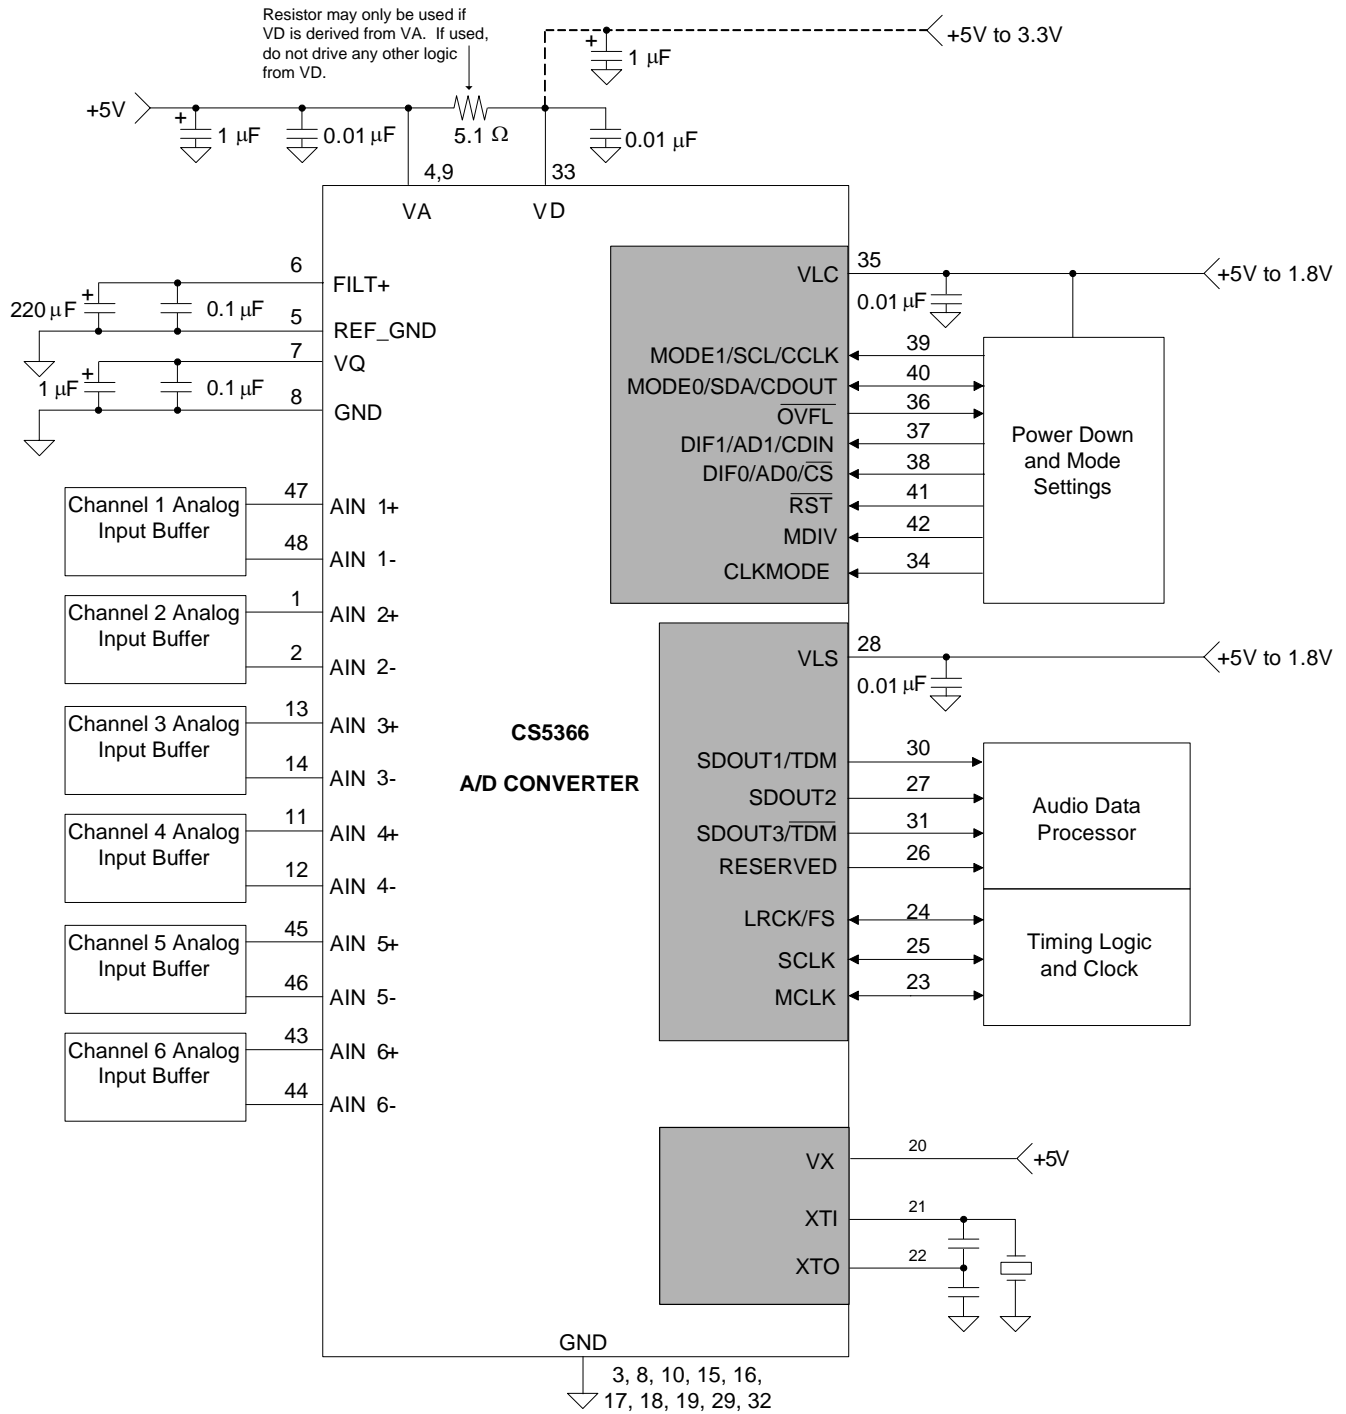 Resistor may only be used if
VD is derived from VA. If used,
do not drive any other logic
from VD.
+5V to 3.3V
1 µF
+
+5V
+
1 µF
0.01 µF
5.1 Ω
0.01 µF
4,9
33
VA
VD
6
FILT+
220 µF
+
0.1 µF
5
REF_GND
7
VQ
1 µF
+
0.1 µF
8
GND
VLC
35
0.01 µF
+5V to 1.8V
MODE1/SCL/CCLK
39
MODE0/SDA/CDOUT
40
OVFL
36
DIF1/AD1/CDIN
37
DIF0/AD0/CS
38
RST
41
MDIV
42
CLKMODE
34
Power Down
and Mode
Settings
Channel 1 Analog
Input Buffer
47
AIN 1+
48
AIN 1-
Channel 2 Analog
Input Buffer
1
AIN 2+
2
AIN 2-
Channel 3 Analog
Input Buffer
13
AIN 3+
14
AIN 3-
Channel 4 Analog
Input Buffer
11
AIN 4+
12
AIN 4-
Channel 5 Analog
Input Buffer
45
AIN 5+
46
AIN 5-
Channel 6 Analog
Input Buffer
43
AIN 6+
44
AIN 6-
CS5366
A/D CONVERTER
VLS
28
0.01 µF
+5V to 1.8V
SDOUT1/TDM
30
SDOUT2
27
SDOUT3/TDM
31
RESERVED
26
Audio Data
Processor
LRCK/FS
24
SCLK
25
MCLK
23
Timing Logic
and Clock
VX
20
+5V
XTI
21
XTO
22
GND
3, 8, 10, 15, 16,
17, 18, 19, 29, 32